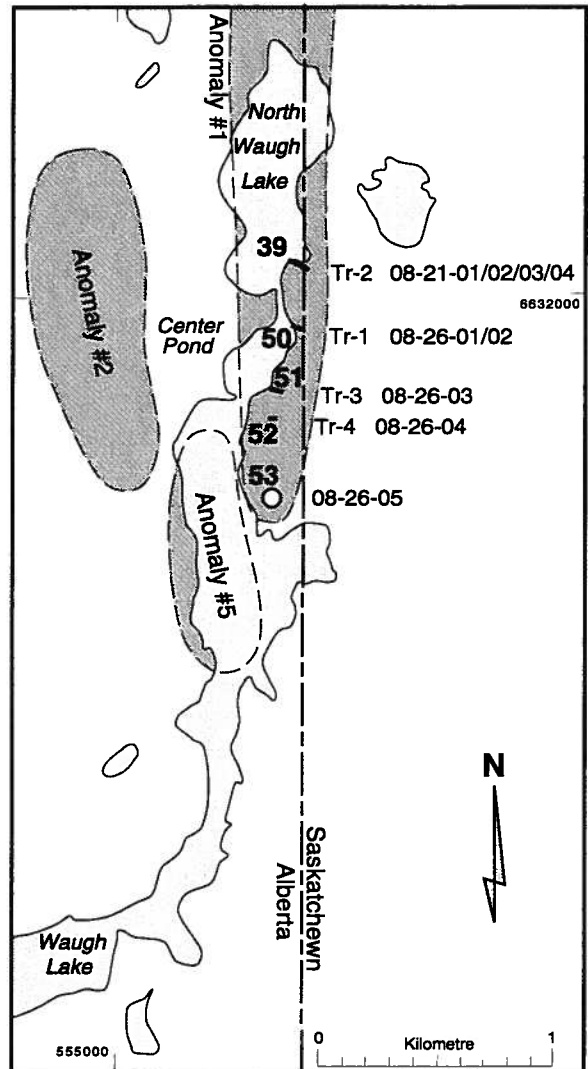 Anomaly #1
North
Waugh
Lake
39
Tr-2 08-21-01/02/03/04
6632000
Anomaly #2
Center
Pond
50
Tr-1 08-26-01/02
51
Tr-3 08-26-03
52
Tr-4 08-26-04
53
08-26-05
Anomaly #5
N
Saskatchewn
Alberta
Waugh
Lake
555000
0
Kilometre
1